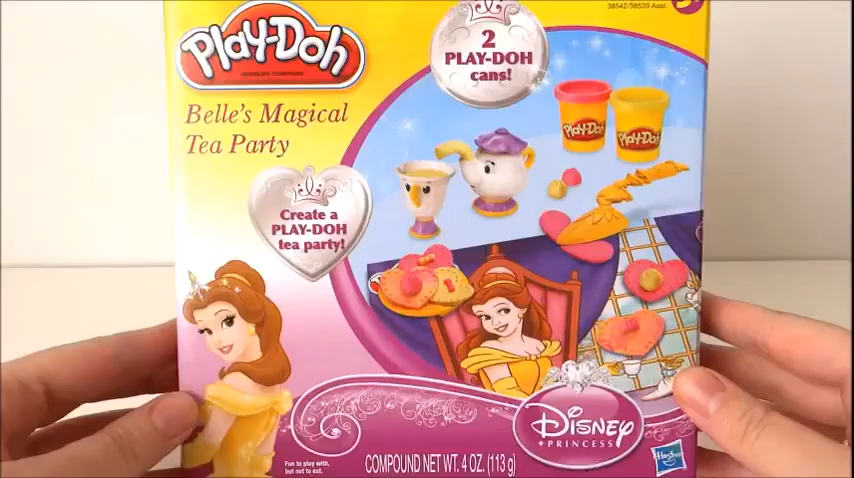 38542/38539 Asst.
PLAY-DOH
2
PLAY-DOH
cans!
Belle's Magical
Tea Party
Play-Doh
Play-Doh
Create a
PLAY-DOH
tea party!
Disney
PRINCESS
Fun to play with,
but not to eat.
COMPOUND NET WT. 4 OZ. (113 g)
Hasbro